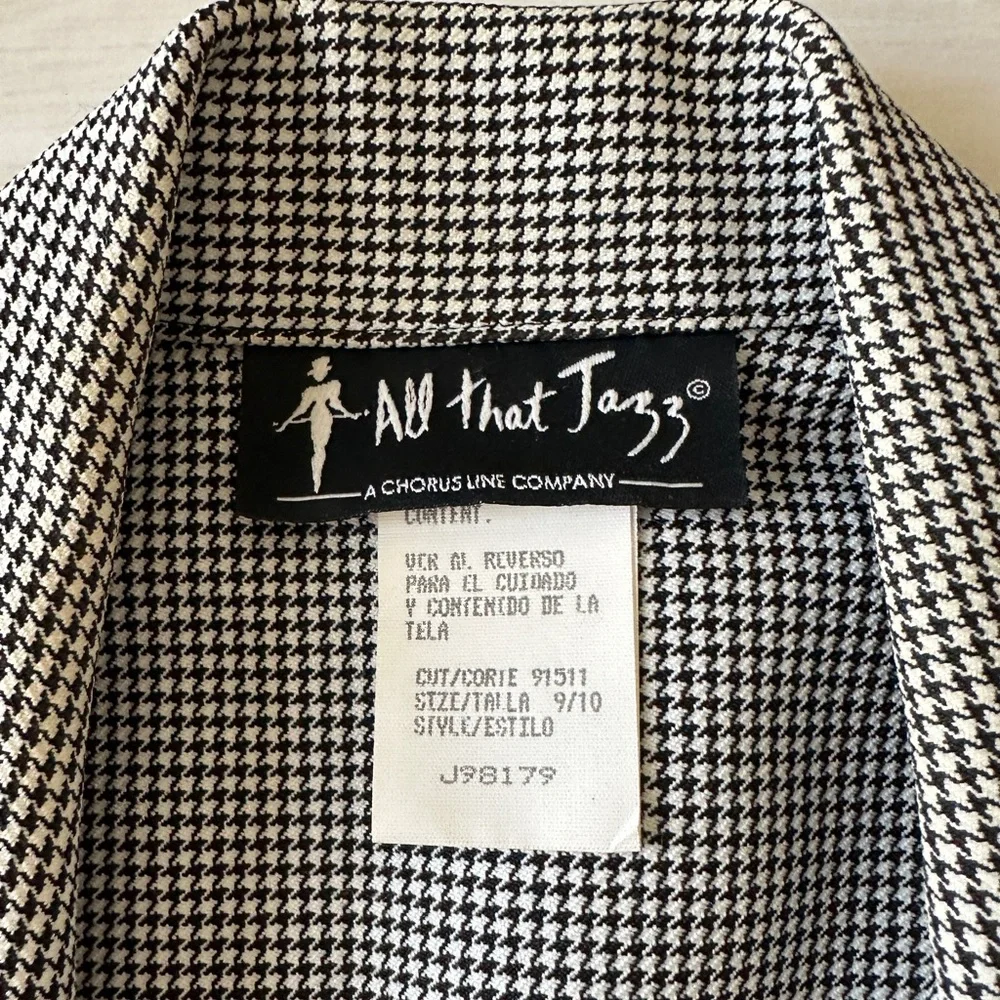 All that Jazz©
A CHORUS LINE COMPANY
CONTENT.
VER AL REVERSO
PARA EL CUIDADO
Y CONTENIDO DE LA
TELA
CUT/CORTE 91511
SIZE/TALLA 9/10
STYLE/ESTILO
J98179